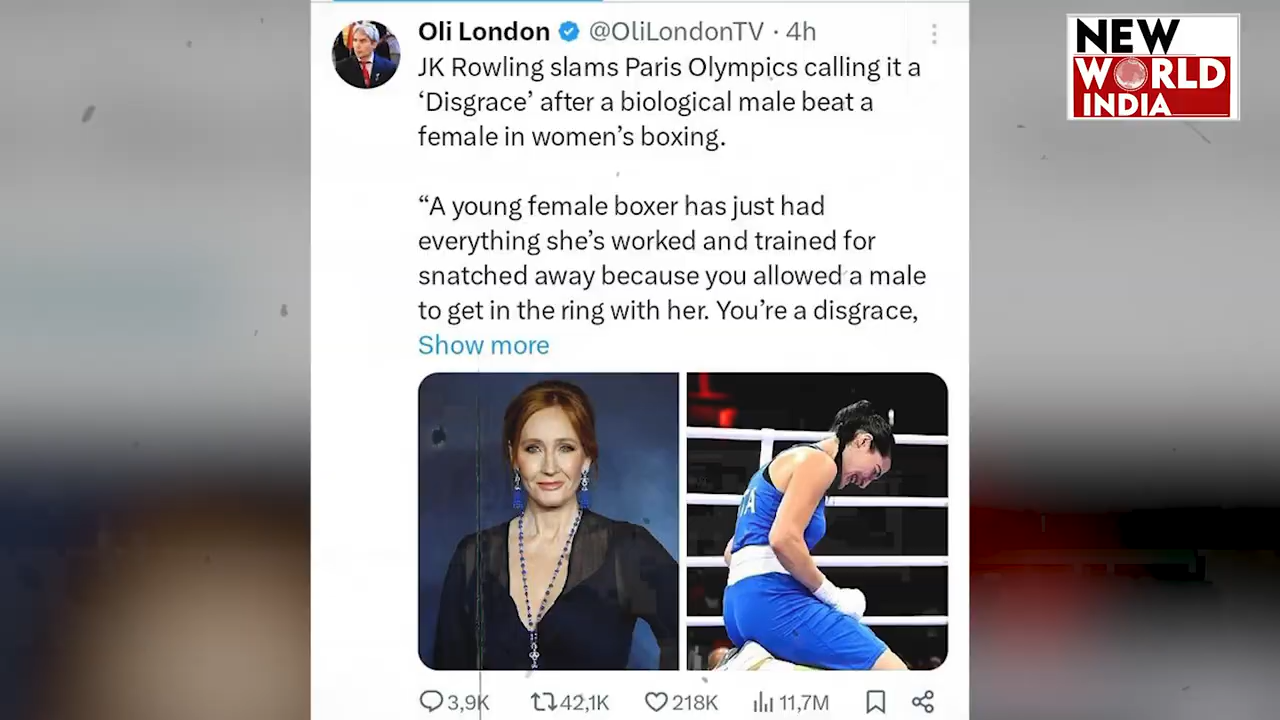 Oli London @OliLondonTV · 4h
JK Rowling slams Paris Olympics calling it a
‘Disgrace’ after a biological male beat a
female in women’s boxing.
“A young female boxer has just had
everything she’s worked and trained for
snatched away because you allowed a male
to get in the ring with her. You’re a disgrace,
Show more
3,9K 42,1K 218K 11,7M
NEW
WORLD
INDIA